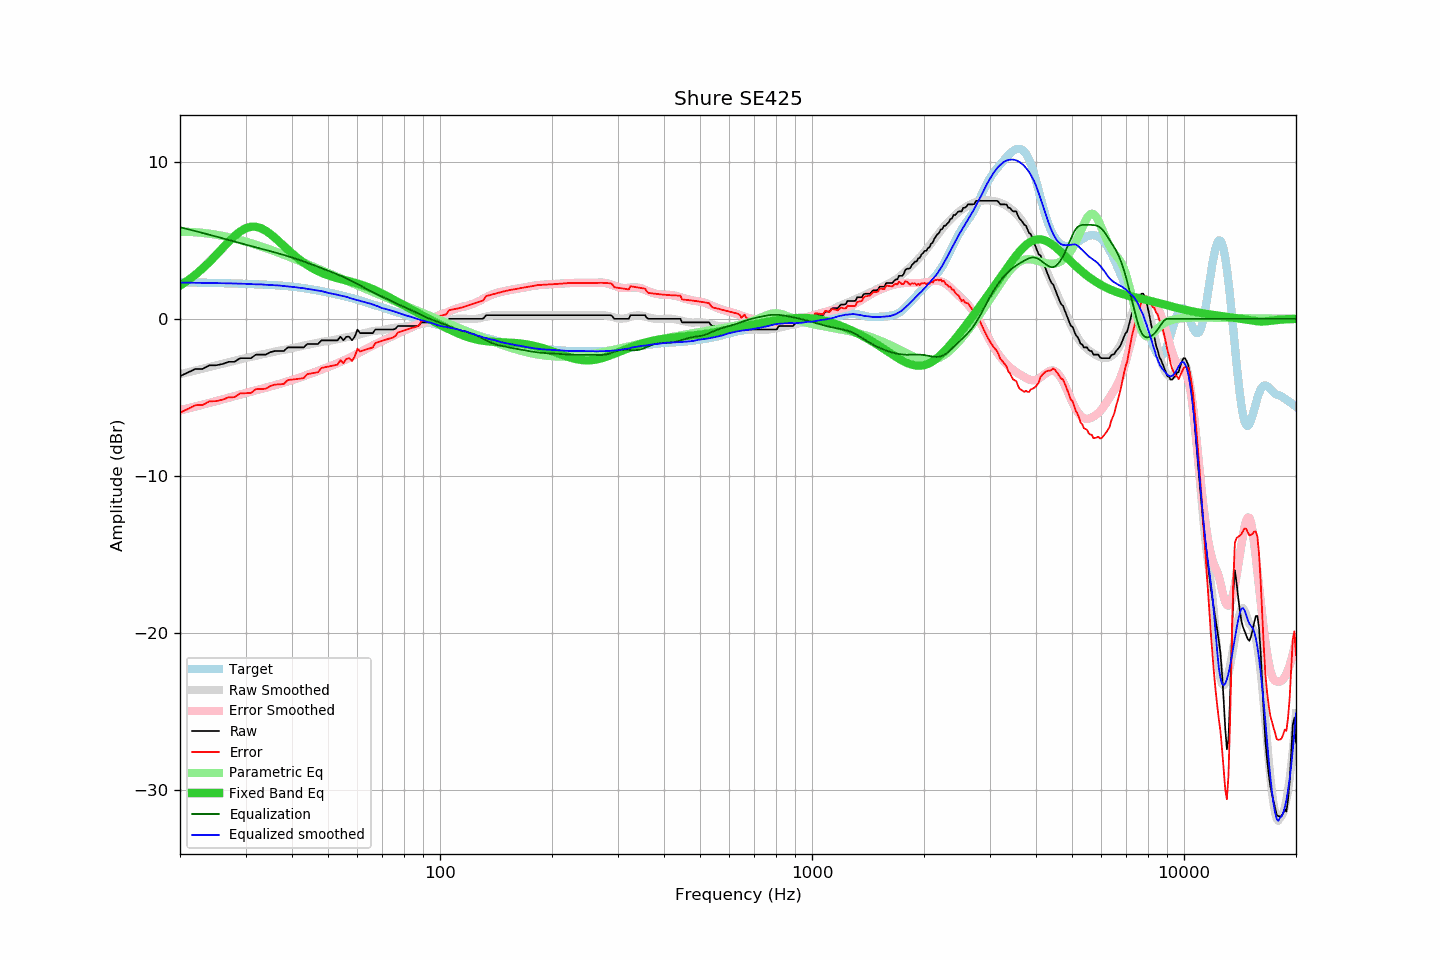 Shure SE425
Amplitude (dBr)
10
0
−10
−20
−30
Target
Raw Smoothed
Error Smoothed
Raw
Error
Parametric Eq
Fixed Band Eq
Equalization
Equalized smoothed
100 1000 10000
Frequency (Hz)